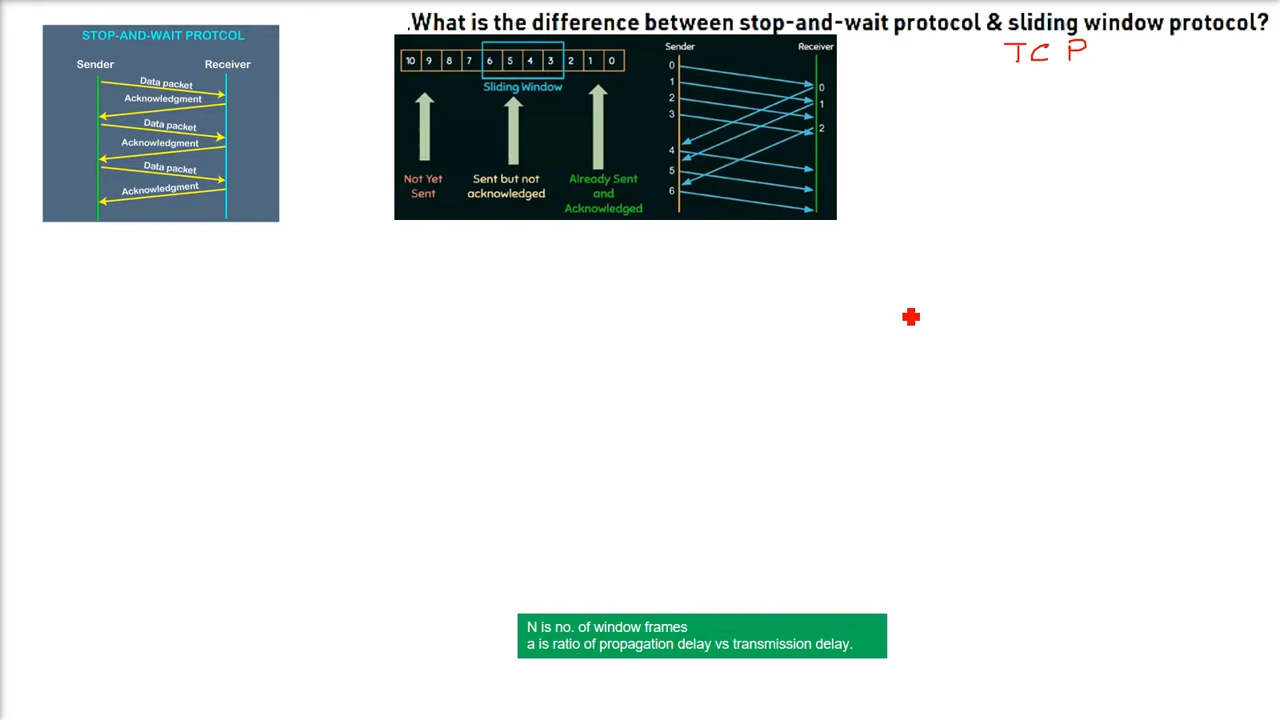 .What is the difference between stop-and-wait protocol & sliding window protocol?
TCP
STOP-AND-WAIT PROTCOL
Sender Receiver
Data packet
Acknowledgment
Data packet
Acknowledgment
Data packet
Acknowledgment
10 9 8 7 6 5 4 3 2 1 0
Sliding Window
Not Yet
Sent
Sent but not
acknowledged
Already Sent
and
Acknowledged
Sender Receiver
0
1
2
3
4
5
6
0
1
2
N is no. of window frames
a is ratio of propagation delay vs transmission delay.